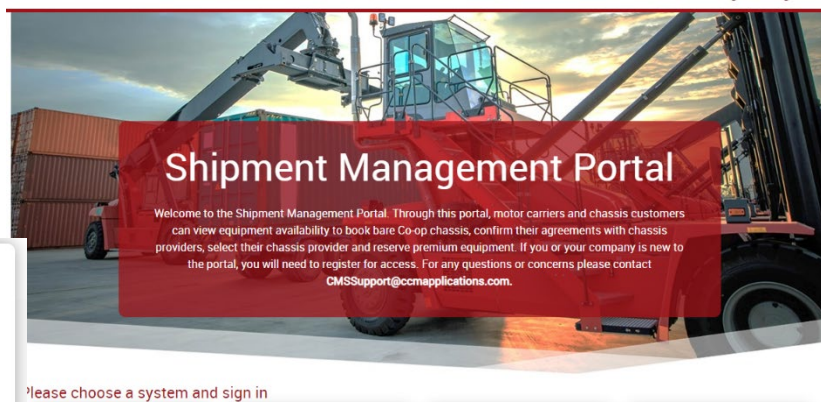 Shipment Management Portal
Welcome to the Shipment Management Portal. Through this portal, motor carriers and chassis customers
can view equipment availability to book bare Co-op chassis, confirm their agreements with chassis
providers, select their chassis provider and reserve premium equipment. If you or your company is new to
the portal, you will need to register for access. For any questions or concerns please contact
CMSSupport@ccmapplications.com.
Please choose a system and sign in